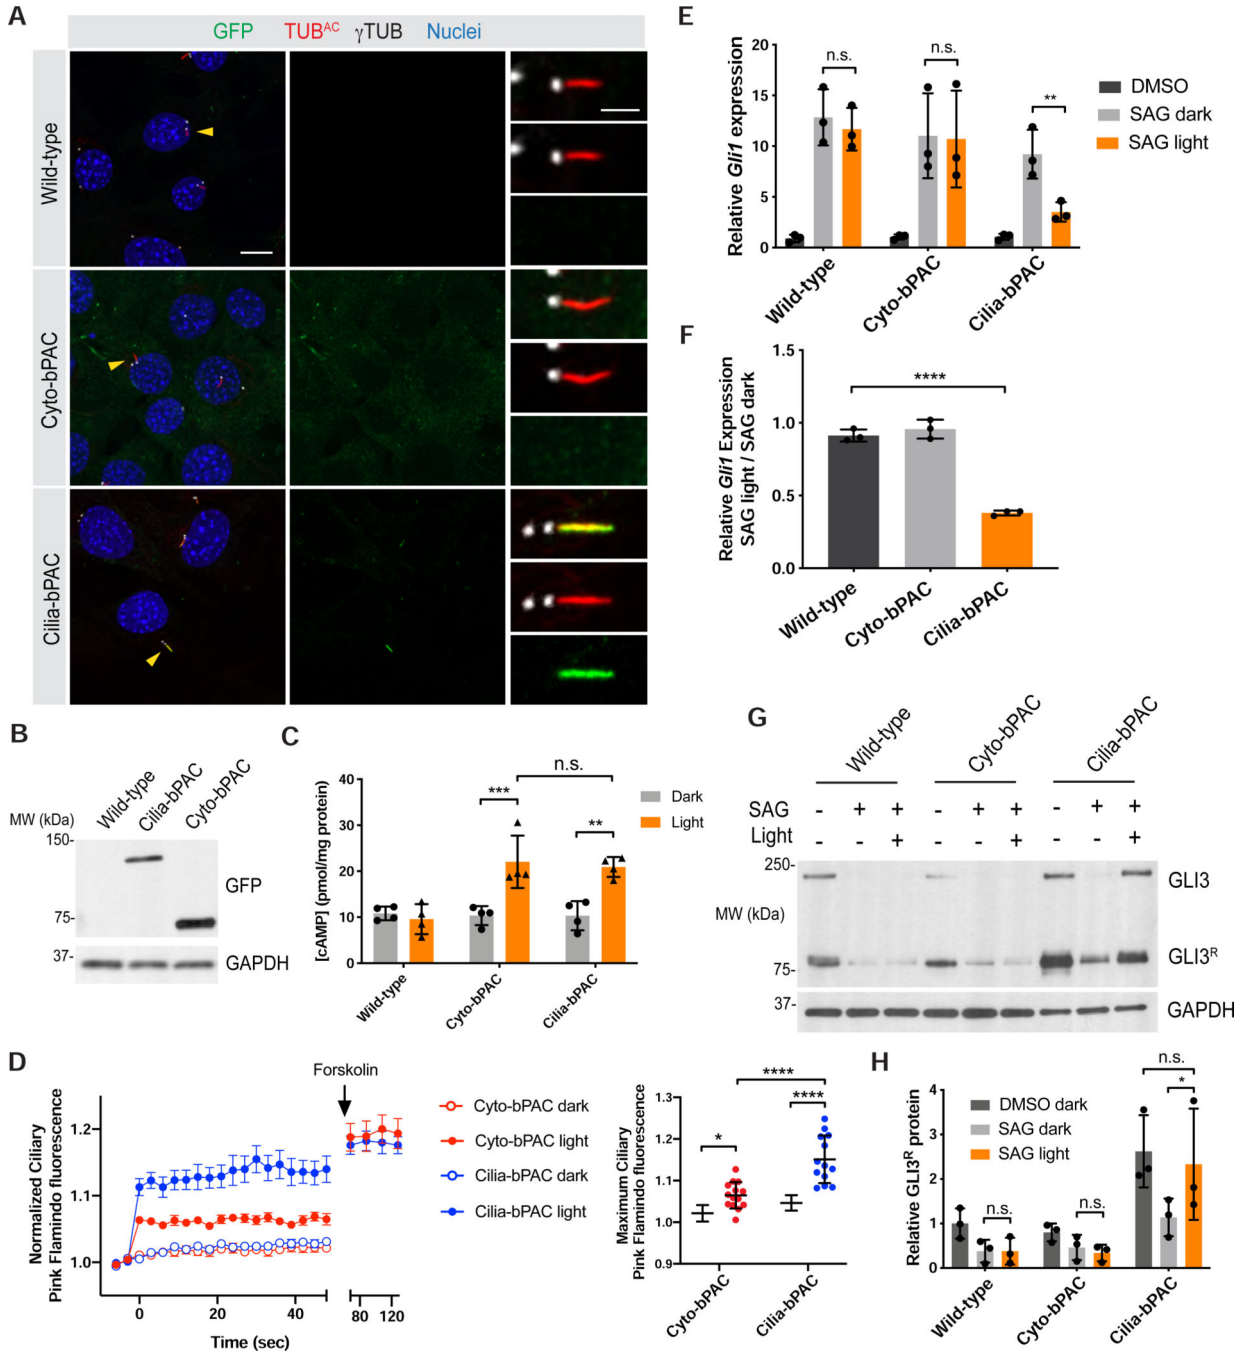 A
GFP TUBAC γTUB Nuclei
Wild-type
Cyto-bPAC
Cilia-bPAC
B
Wild-type
Cilia-bPAC
Cyto-bPAC
MW (kDa)
150-
75-
37-
GFP
GAPDH
C
[cAMP] (pmol/mg protein)
40
30
20
10
0
n.s.
***
**
Dark
Light
Wild-type
Cyto-bPAC
Cilia-bPAC
D
Normalized Ciliary
Pink Flamindo fluorescence
1.2
1.1
1.0
Forskolin
0 20 40 80 120
Time (sec)
Cyto-bPAC dark
Cyto-bPAC light
Cilia-bPAC dark
Cilia-bPAC light
Maximum Ciliary
Pink Flamindo fluorescence
1.3
1.2
1.1
1.0
0.9
****
****
*
Cyto-bPAC
Cilia-bPAC
E
Relative Gli1 expression
20
15
10
5
0
n.s.
n.s.
**
DMSO
SAG dark
SAG light
Wild-type
Cyto-bPAC
Cilia-bPAC
F
Relative Gli1 Expression
SAG light / SAG dark
1.5
1.0
0.5
0.0
****
Wild-type
Cyto-bPAC
Cilia-bPAC
G
Wild-type
Cyto-bPAC
Cilia-bPAC
SAG - + + - + + - + +
Light - - + - - + - - +
250-
MW (kDa)
75-
37-
GLI3
GLI3R
GAPDH
H
Relative GLI3R protein
4
3
2
1
0
DMSO dark
SAG dark
SAG light
n.s.
n.s.
n.s.
*
Wild-type
Cyto-bPAC
Cilia-bPAC